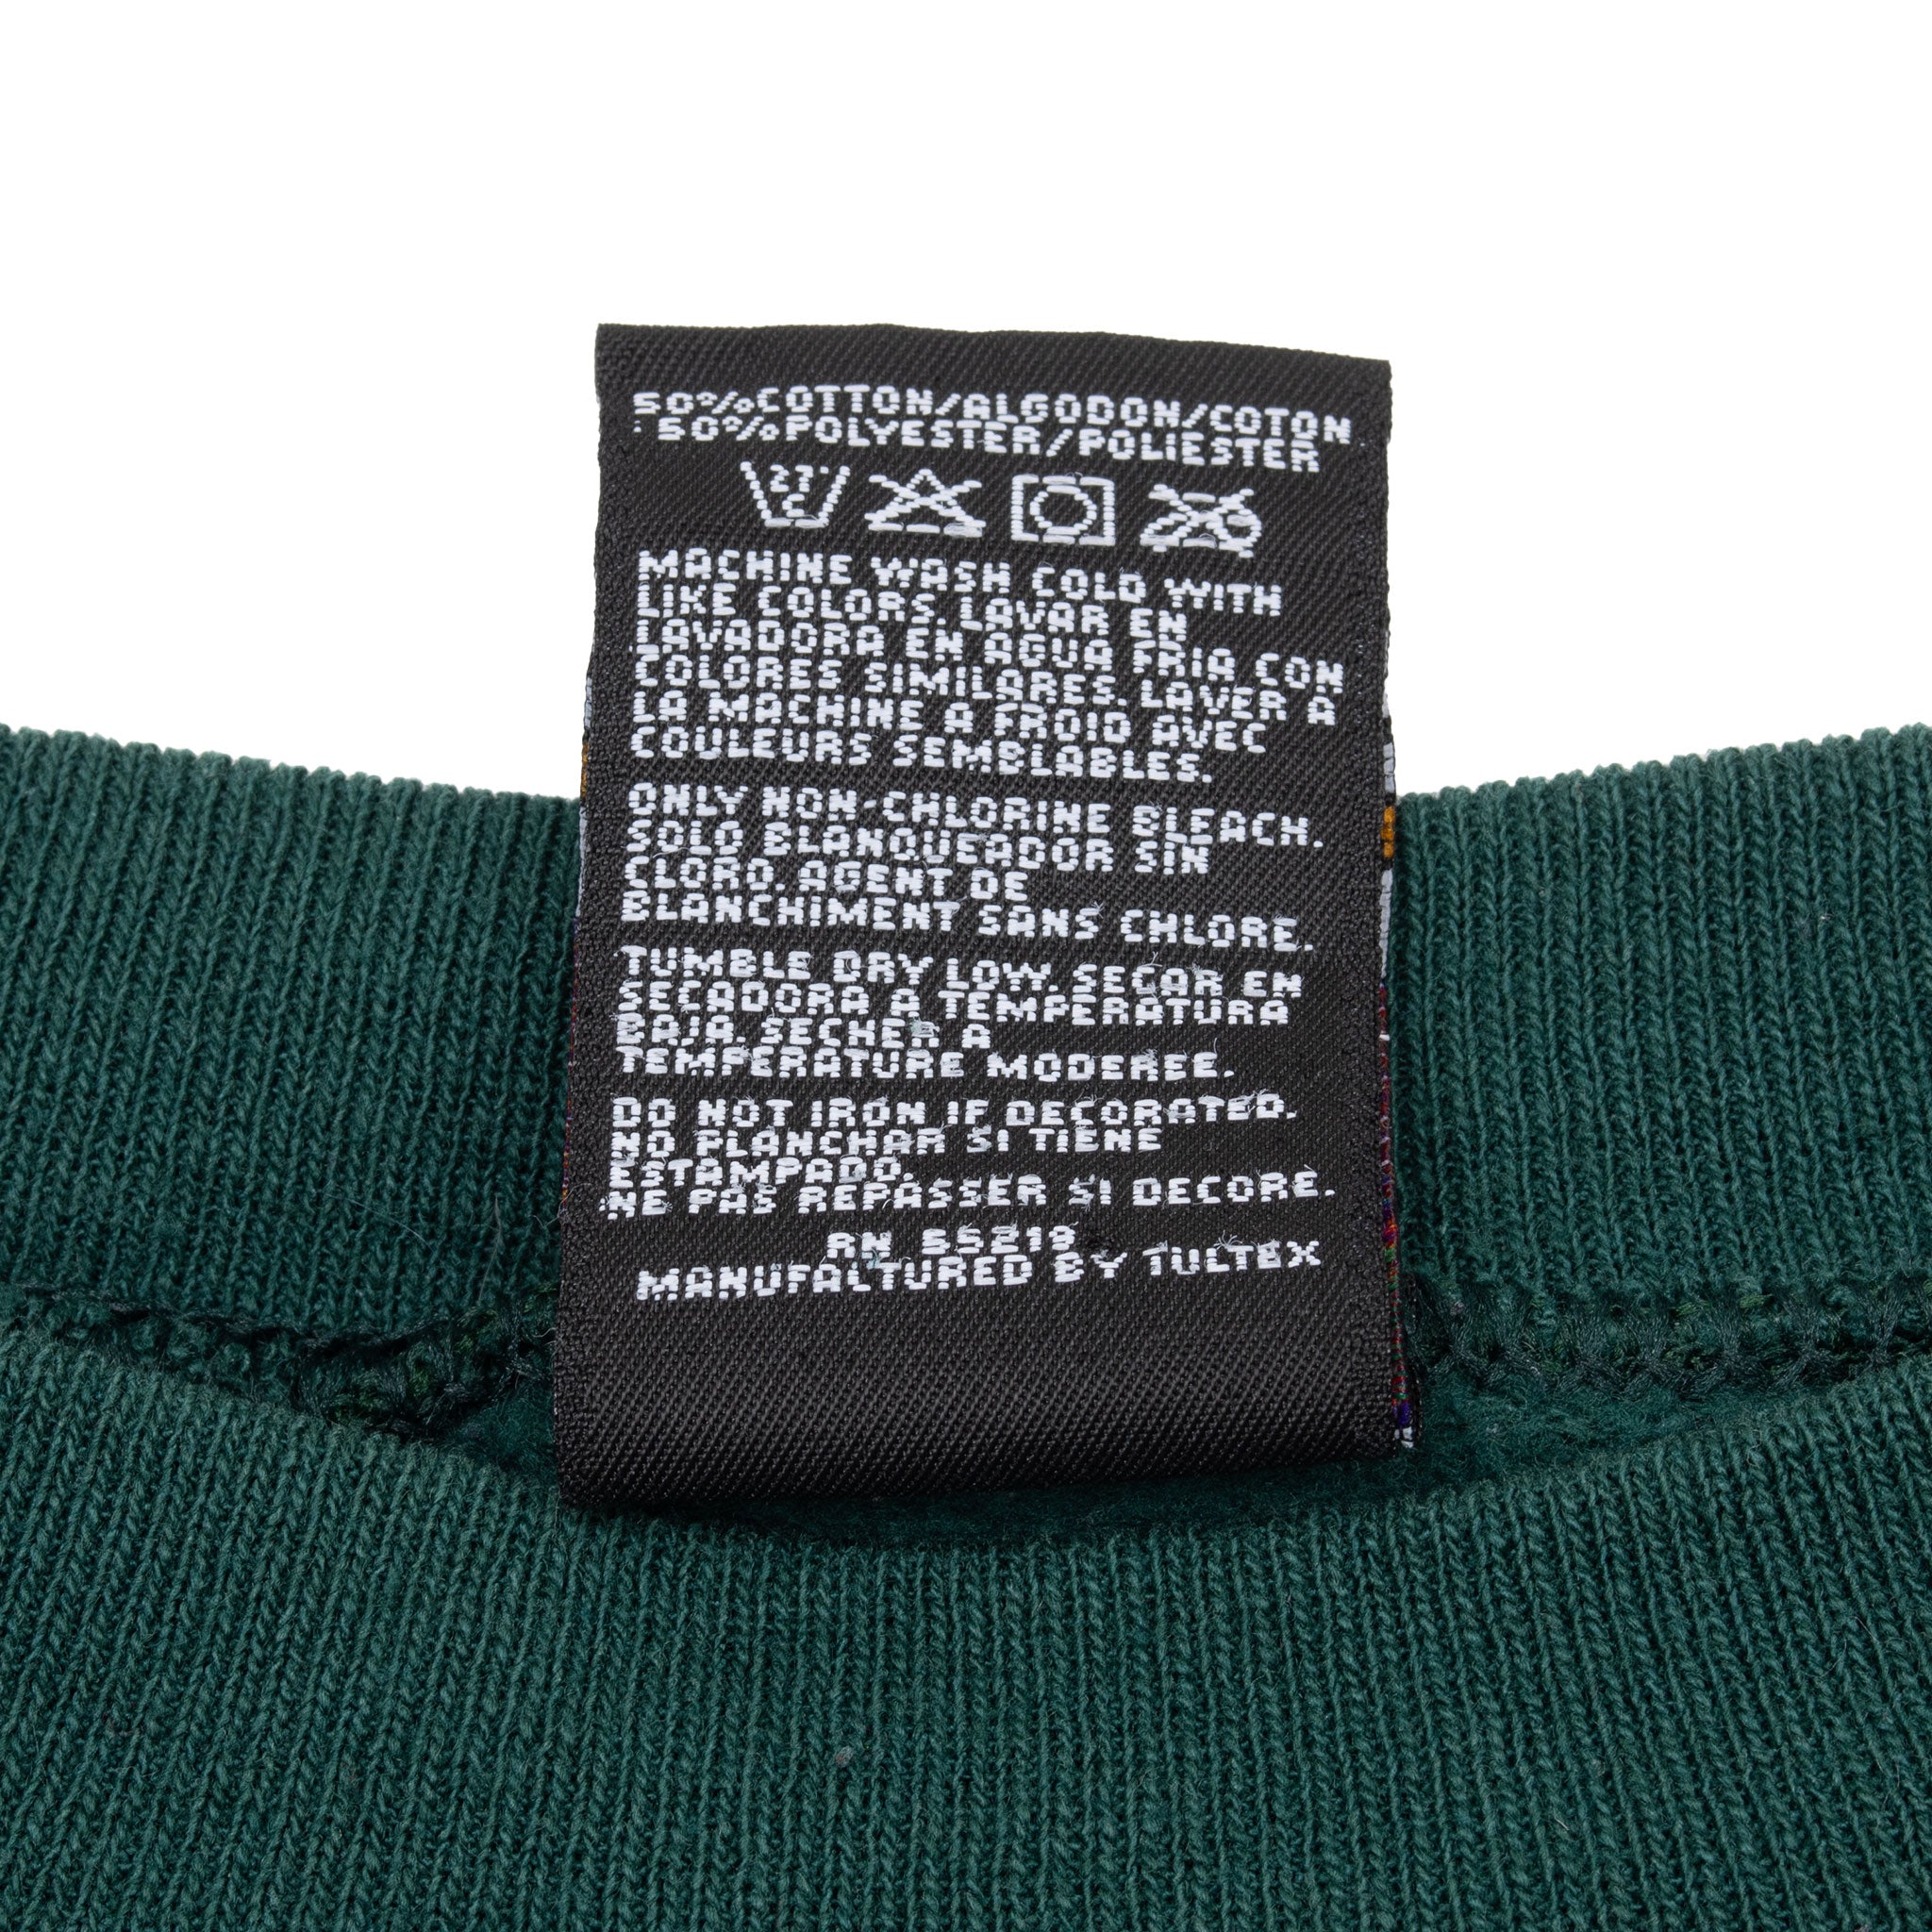 50% COTTON/ALGODON/COTON
50% POLYESTER/POLIESTER
27° C
MACHINE WASH COLD WITH
LIKE COLORS. LAVAR EN
LAVADORA EN AGUA FRIA CON
COLORES SIMILARES. LAVER A
LA MACHINE A FROID AVEC
COULEURS SEMBLABLES.
ONLY NON-CHLORINE BLEACH.
SOLO BLANQUEADOR SIN
CLORO. AGENT DE
BLANCHIMENT SANS CHLORE.
TUMBLE DRY LOW. SECAR EN
SECADORA A TEMPERATURA
BAJA. SECHER A
TEMPERATURE MODEREE.
DO NOT IRON IF DECORATED.
NO PLANCHAR SI TIENE
ESTAMPADO.
NE PAS REPASSER SI DECORE.
RN 55219
MANUFALTURED BY TULTEX